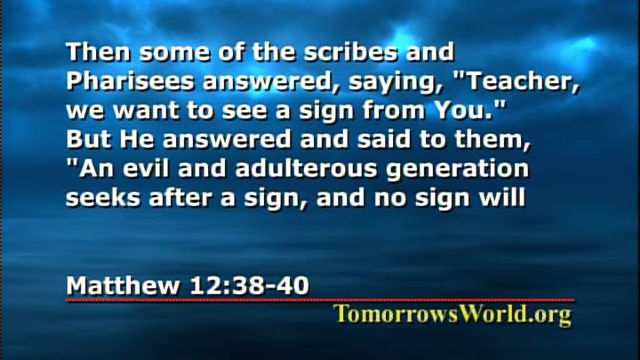 Then some of the scribes and
Pharisees answered, saying, "Teacher,
we want to see a sign from You."
But He answered and said to them,
"An evil and adulterous generation
seeks after a sign, and no sign will
Matthew 12:38-40
TomorrowsWorld.org